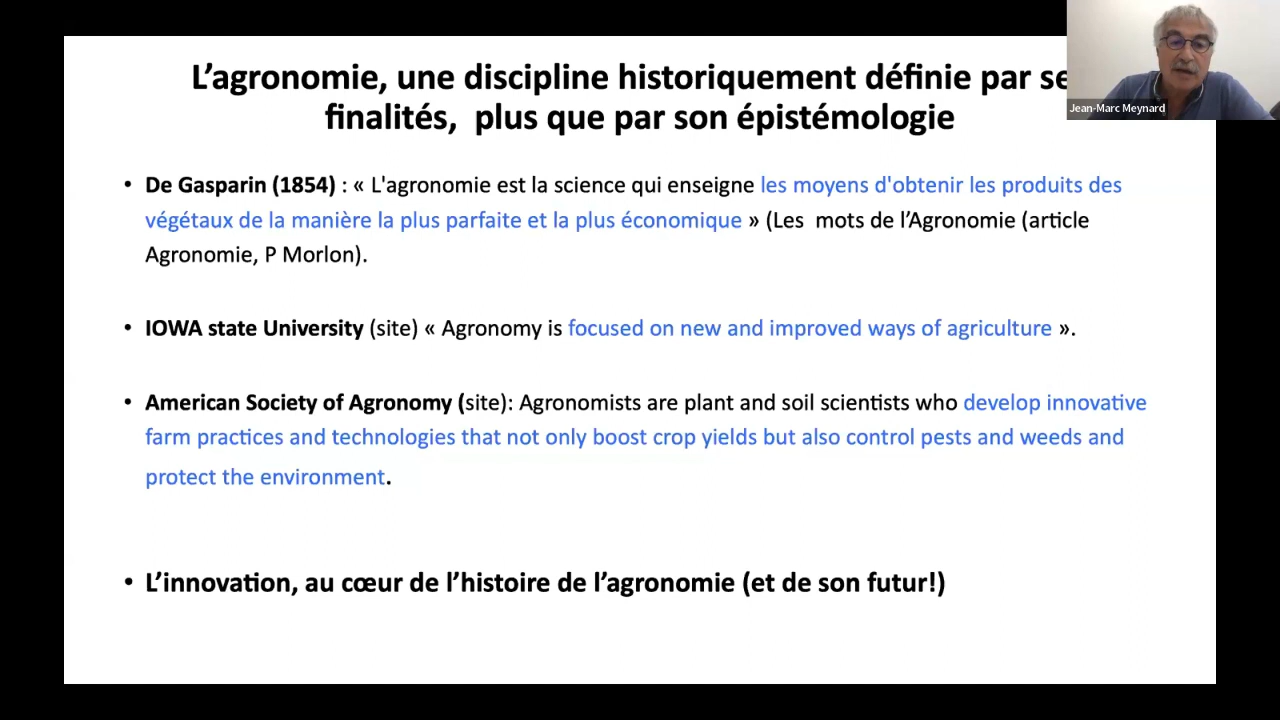 L'agronomie, une discipline historiquement définie par se
finalités, plus que par son épistémologie
Jean-Marc Meynard
• De Gasparin (1854) : « L'agronomie est la science qui enseigne les moyens d'obtenir les produits des
végétaux de la manière la plus parfaite et la plus économique » (Les mots de l'Agronomie (article
Agronomie, P Morlon).
• IOWA state University (site) « Agronomy is focused on new and improved ways of agriculture ».
• American Society of Agronomy (site): Agronomists are plant and soil scientists who develop innovative
farm practices and technologies that not only boost crop yields but also control pests and weeds and
protect the environment.
• L'innovation, au cœur de l'histoire de l'agronomie (et de son futur!)